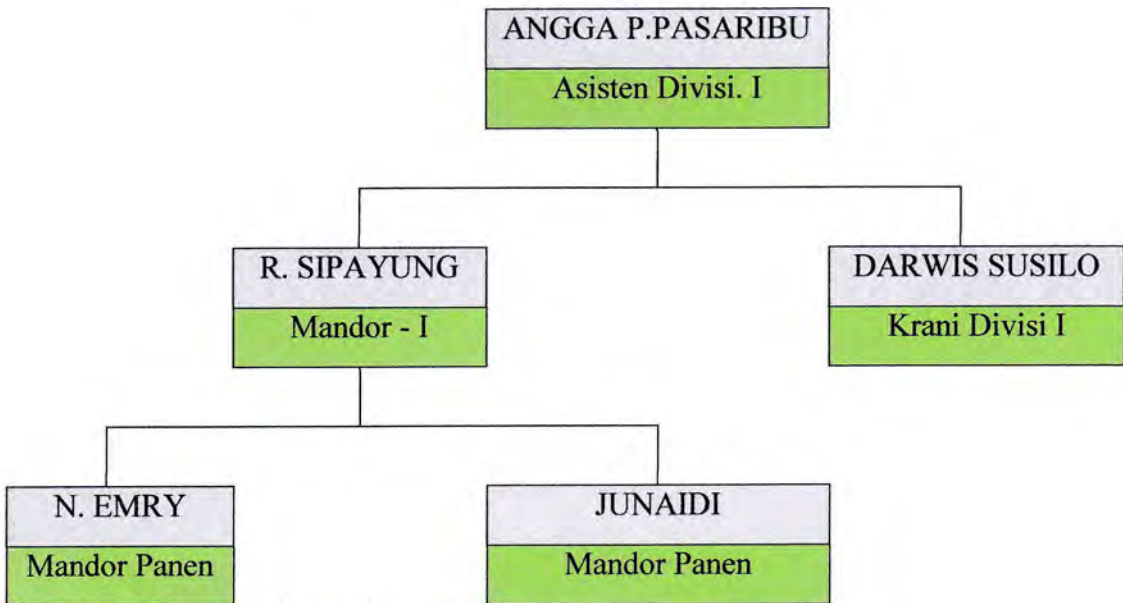 ANGGA P.PASARIBU
Asisten Divisi. I
R. SIPAYUNG
Mandor - I
DARWIS SUSILO
Krani Divisi I
N. EMRY
Mandor Panen
JUNAIDI
Mandor Panen